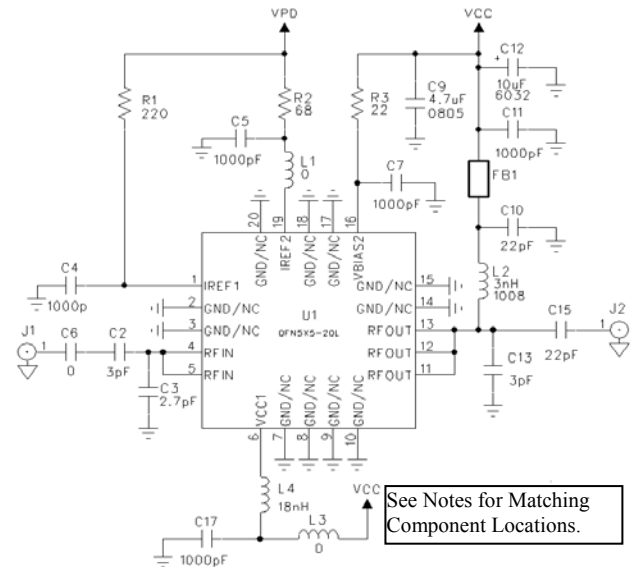 VPD
VCC
R1
220
R2
68
C5
1000pF
L1
0
R3
22
C9
4.7uF
0805
+
C12
10uF
6032
C11
1000pF
FB1
C7
1000pF
C10
22pF
L2
3nH
1008
C4
1000p
20
19
18
17
16
GND/NC
IREF2
GND/NC
GND/NC
VBIAS2
1
IREF1
2
GND/NC
3
GND/NC
4
RFIN
5
RFIN
U1
QFN5X5-20L
GND/NC
15
GND/NC
14
RFOUT
13
RFOUT
12
RFOUT
11
J1
1
C6
0
C2
3pF
C3
2.7pF
C15
22pF
1
J2
C13
3pF
VCC1
GND/NC
GND/NC
GND/NC
GND/NC
6
7
8
9
10
L4
18nH
L3
0
VCC
C17
1000pF
See Notes for Matching
Component Locations.